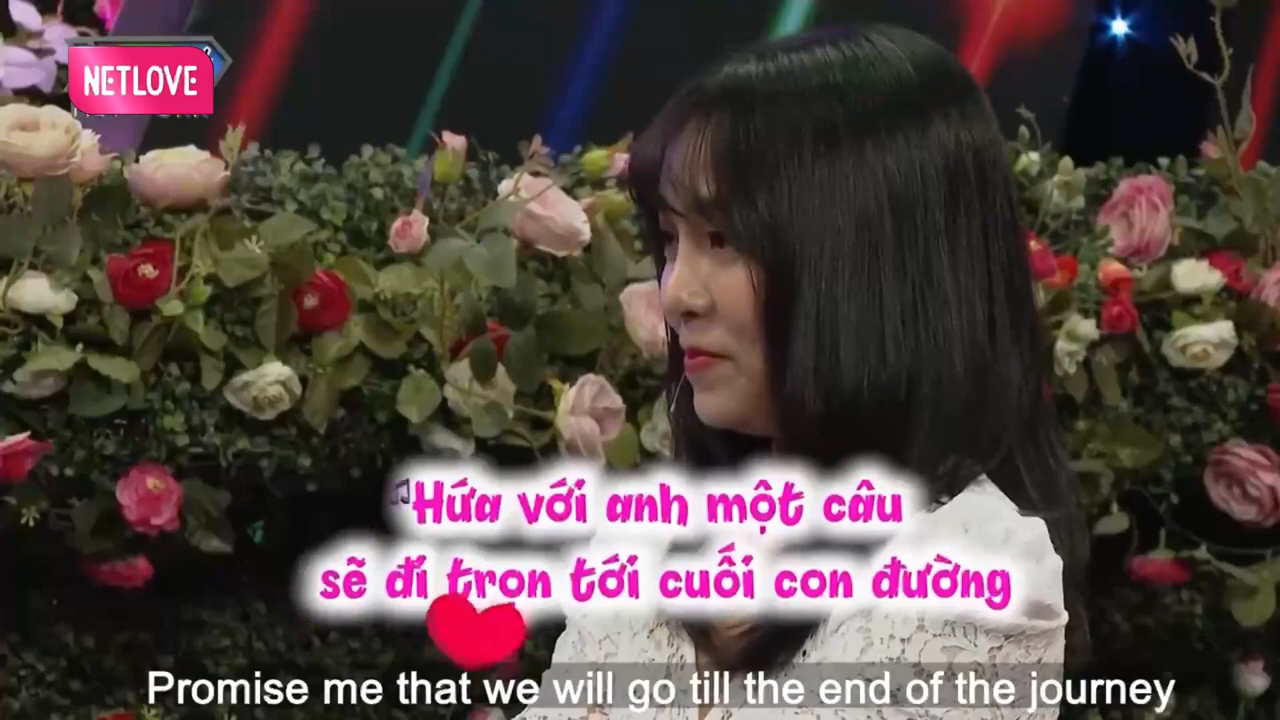 NETLOVE
Hứa với anh một câu
sẽ đi tron tới cuối con đường
Promise me that we will go till the end of the journey